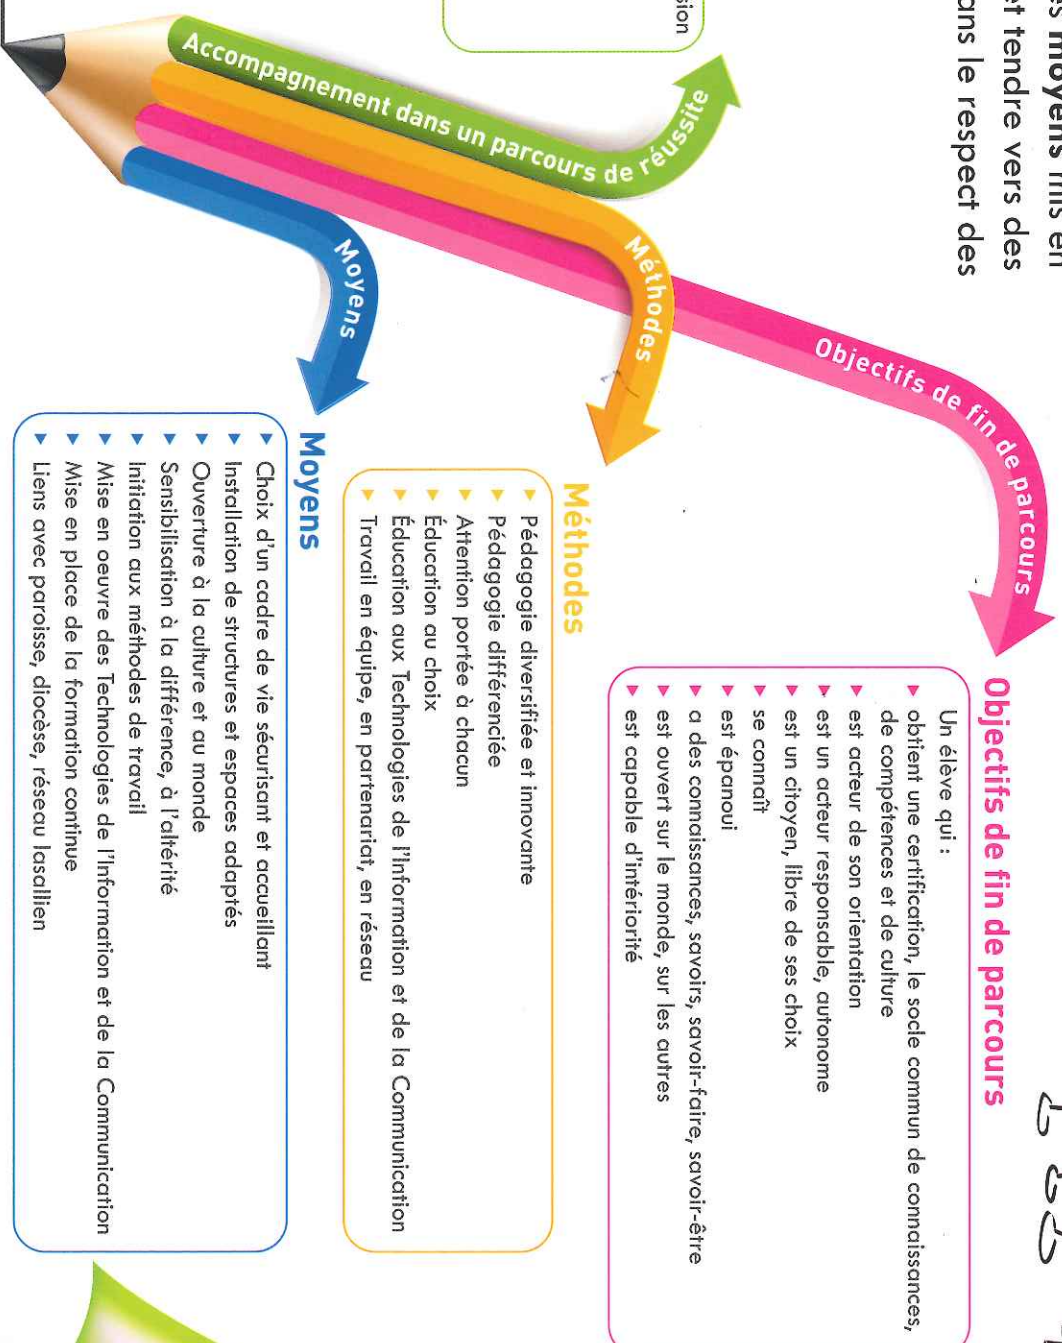 es moyens mis en
et tendre vers des
ans le respect des
sion
Accompagnement dans un parcours de réussite
Méthodes
Moyens
Objectifs de fin de parcours
Objectifs de fin de parcours
Un élève qui :
obtient une certification, le socle commun de connaissances,
de compétences et de culture
est acteur de son orientation
est un acteur responsable, autonome
est un citoyen, libre de ses choix
se connaît
est épanoui
a des connaissances, savoirs, savoir-faire, savoir-être
est ouvert sur le monde, sur les autres
est capable d'intériorité
Méthodes
Pédagogie diversifiée et innovante
Pédagogie différenciée
Attention portée à chacun
Éducation au choix
Éducation aux Technologies de l'Information et de la Communication
Travail en équipe, en partenariat, en réseau
Moyens
Choix d'un cadre de vie sécurisant et accueillant
Installation de structures et espaces adaptés
Ouverture à la culture et au monde
Sensibilisation à la différence, à l'altérité
Initiation aux méthodes de travail
Mise en oeuvre des Technologies de l'Information et de la Communication
Mise en place de la formation continue
Liens avec paroisse, diocèse, réseau lasallien